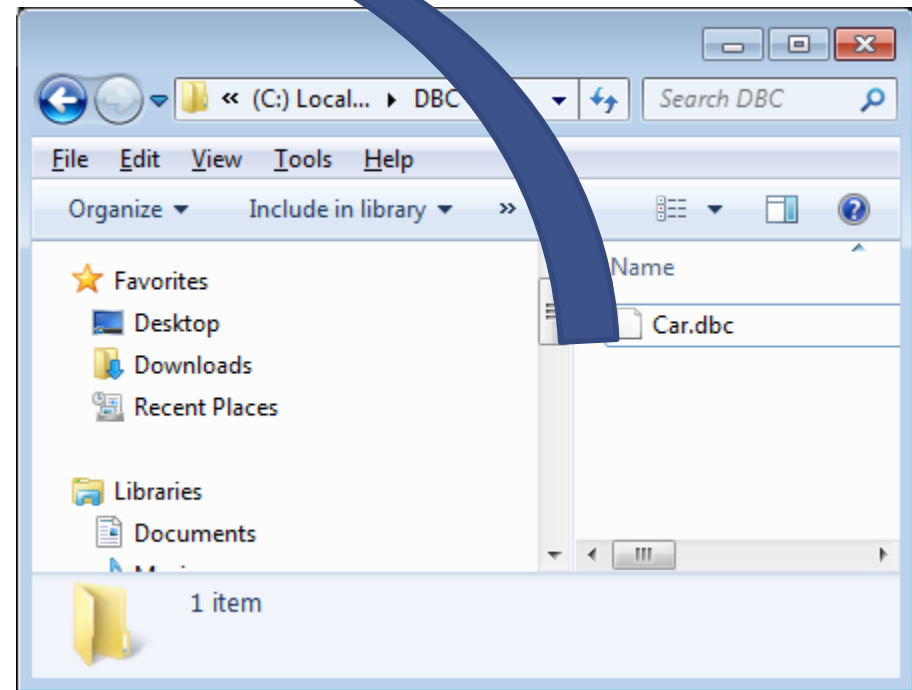 « (C:) Local... ▸ DBC
Search DBC
File Edit View Tools Help
Organize Include in library »
Favorites
Desktop
Downloads
Recent Places
Libraries
Documents
Name
Car.dbc
1 item